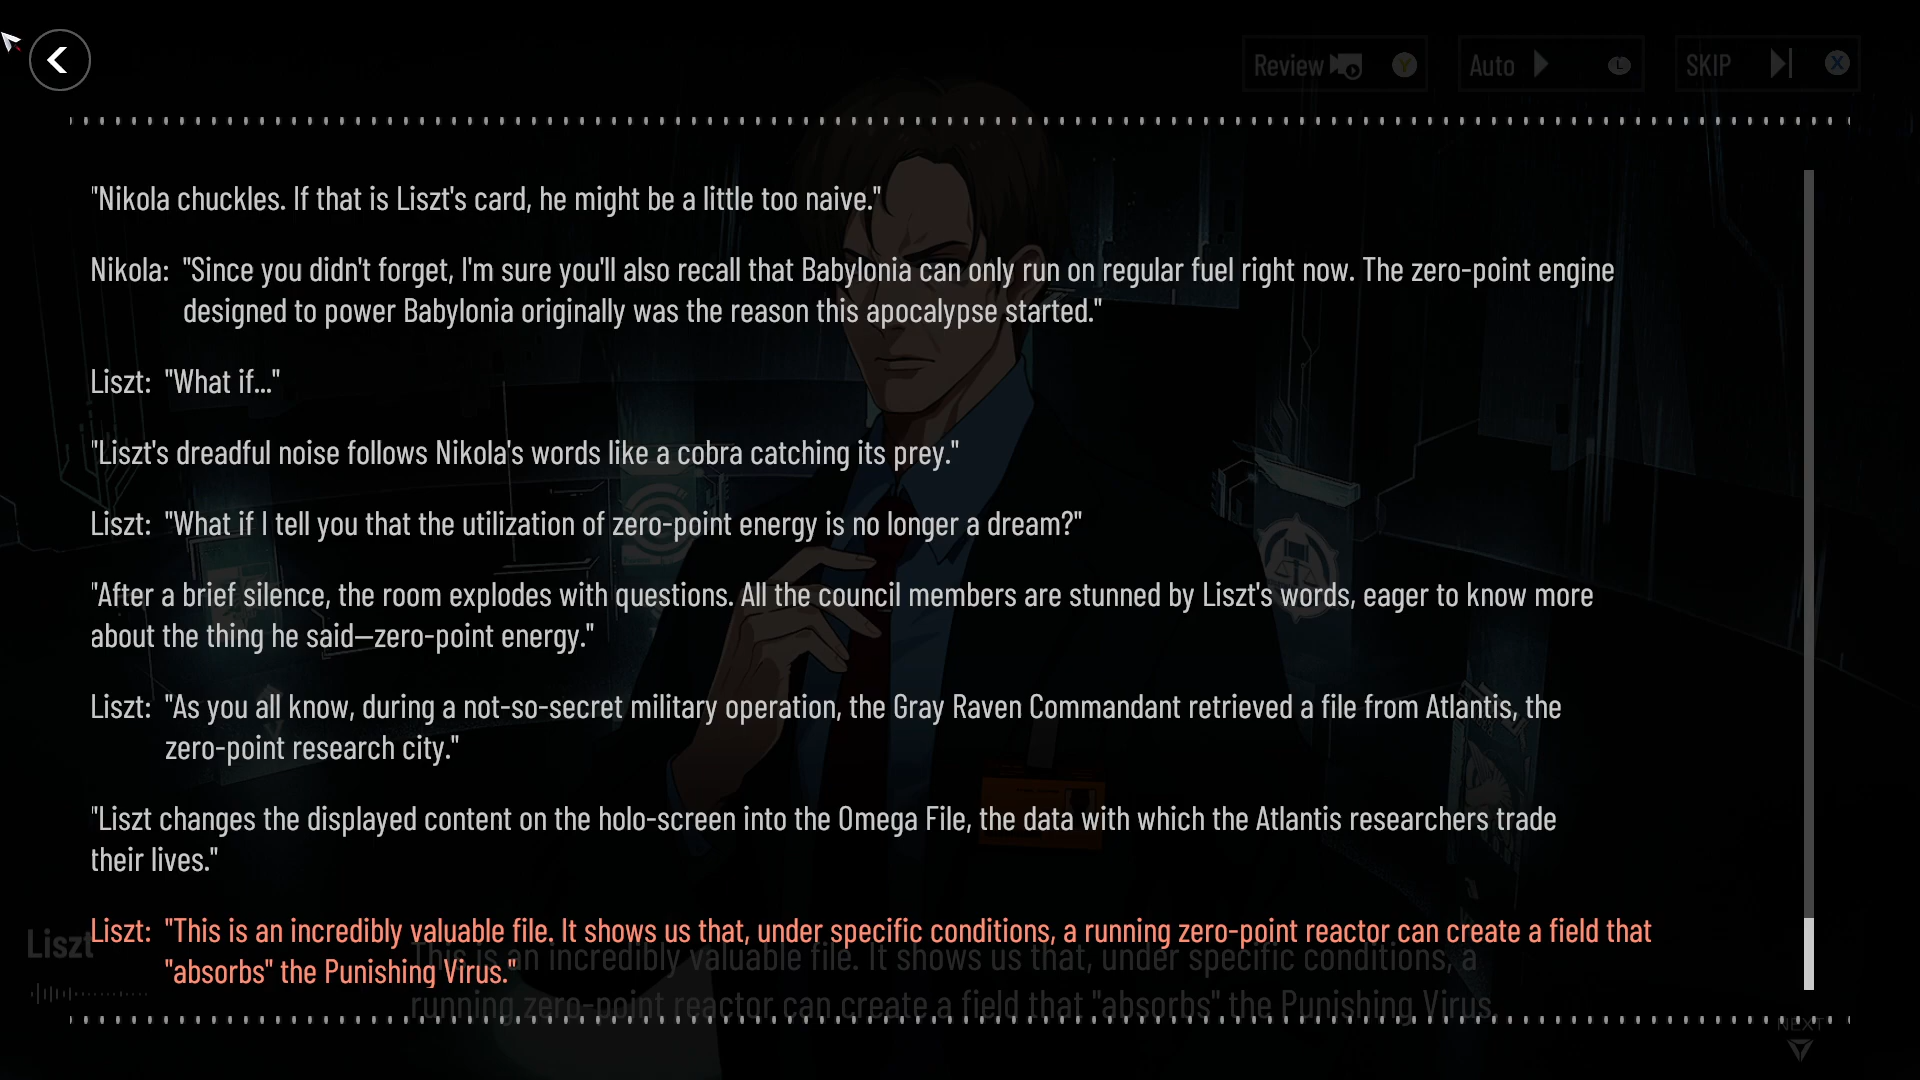 Review Y
Auto L
SKIP X
"Nikola chuckles. If that is Liszt's card, he might be a little too naive."
Nikola: "Since you didn't forget, I'm sure you'll also recall that Babylonia can only run on regular fuel right now. The zero-point engine
designed to power Babylonia originally was the reason this apocalypse started."
Liszt: "What if..."
"Liszt's dreadful noise follows Nikola's words like a cobra catching its prey."
Liszt: "What if I tell you that the utilization of zero-point energy is no longer a dream?"
"After a brief silence, the room explodes with questions. All the council members are stunned by Liszt's words, eager to know more
about the thing he said—zero-point energy."
Liszt: "As you all know, during a not-so-secret military operation, the Gray Raven Commandant retrieved a file from Atlantis, the
zero-point research city."
"Liszt changes the displayed content on the holo-screen into the Omega File, the data with which the Atlantis researchers trade
their lives."
Liszt: "This is an incredibly valuable file. It shows us that, under specific conditions, a running zero-point reactor can create a field that
"absorbs" the Punishing Virus."
Liszt
This is an incredibly valuable file. It shows us that, under specific conditions, a
running zero-point reactor can create a field that "absorbs" the Punishing Virus.
NEXT